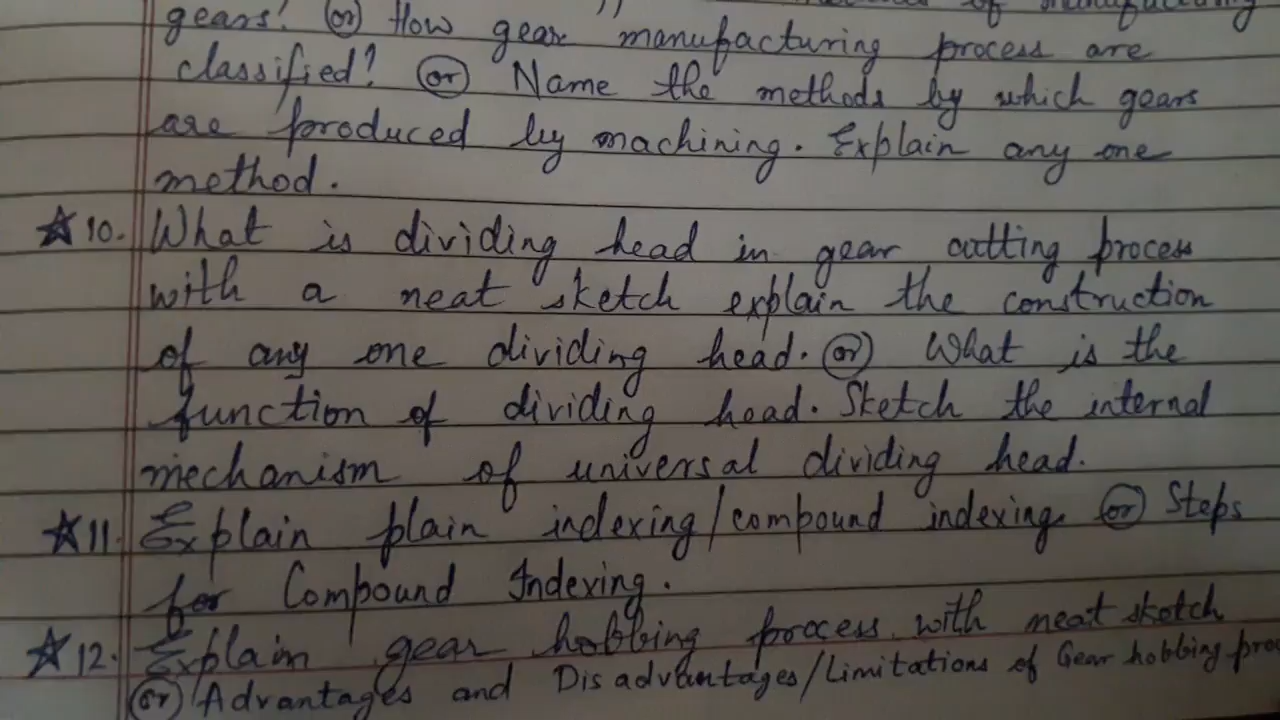 of manufacturing
gears? (or) How gear manufacturing process are
classified? (or) Name the methods by which gears
are produced by machining. Explain any one
method.
☆10. What is dividing head in gear cutting process
with a neat sketch explain the construction
of any one dividing head. (or) What is the
function of dividing head. Sketch the internal
mechanism of universal dividing head.
☆11. Explain plain indexing/compound indexing. (or) Steps
for Compound Indexing.
☆12. Explain gear hobbing process with neat sketch
(or) Advantages and Disadvantages/Limitations of Gear hobbing pro